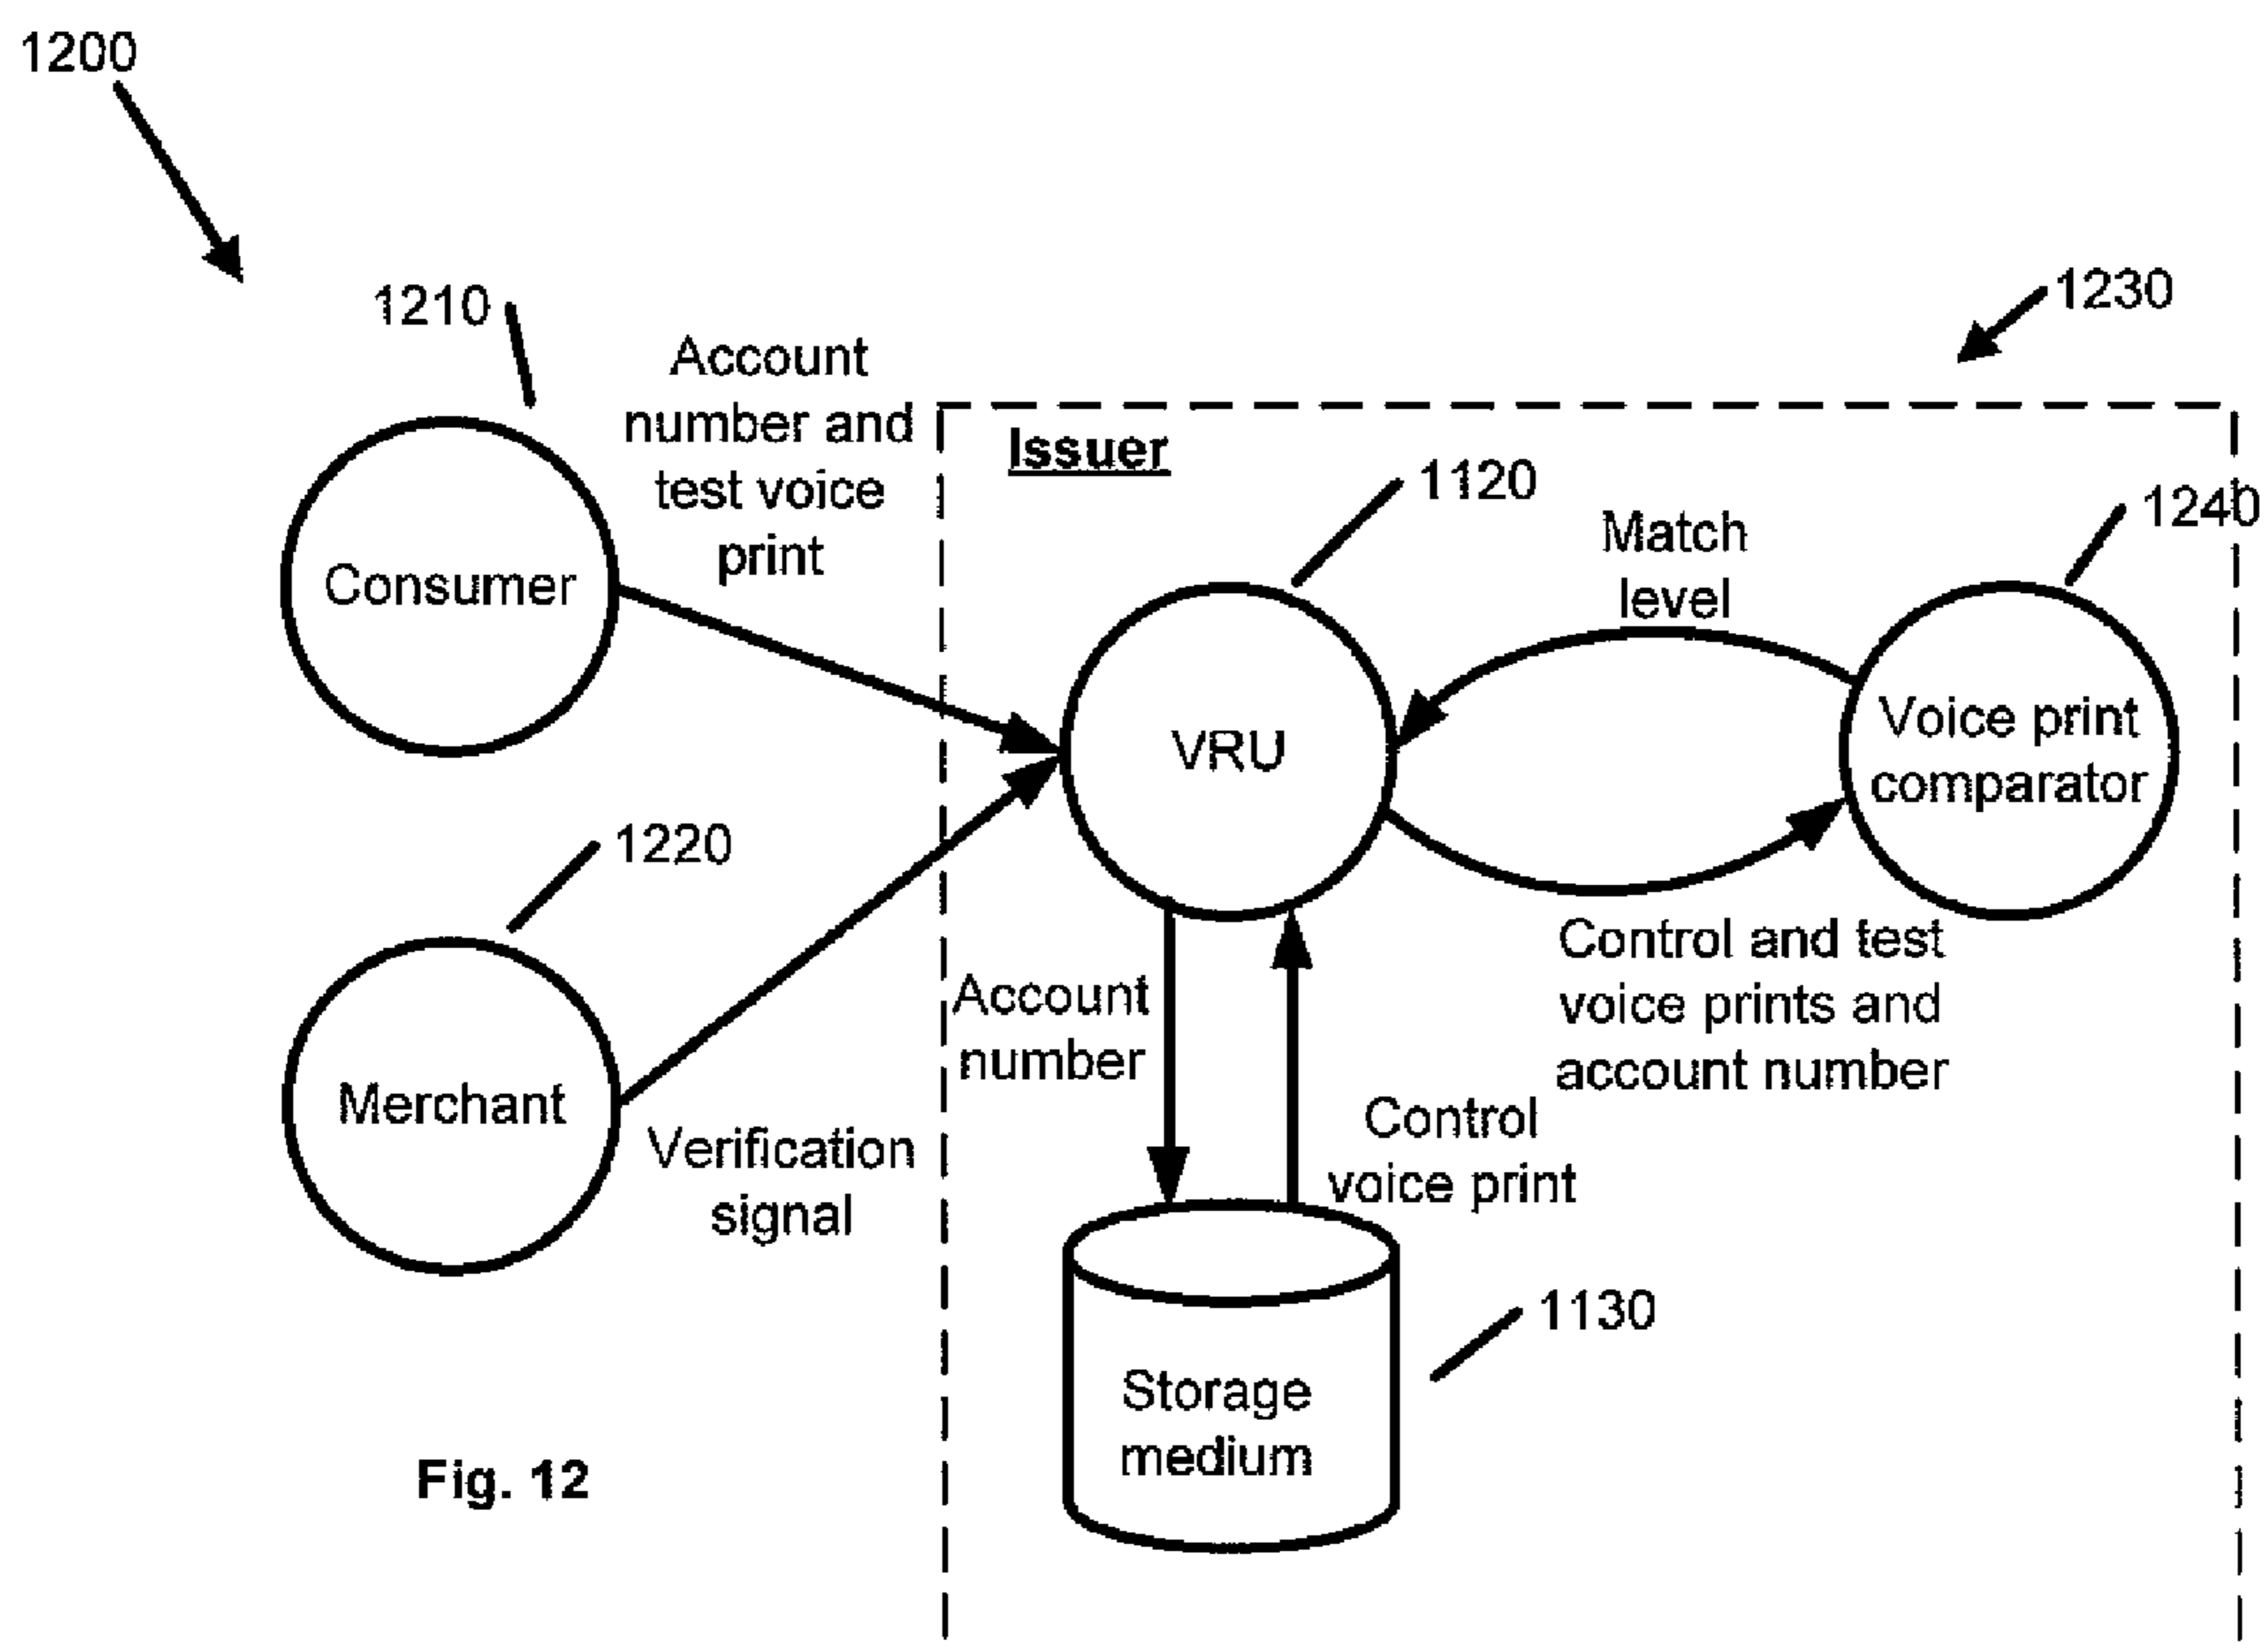 1200
1210
Account
number and
test voice
print
1230
Issuer
1120
1240
Match
level
Consumer
VRU
Voice print
comparator
1220
Merchant
Verification
signal
Account
number
Control and test
voice prints and
account number
Control
voice print
1130
Storage
medium
Fig. 12